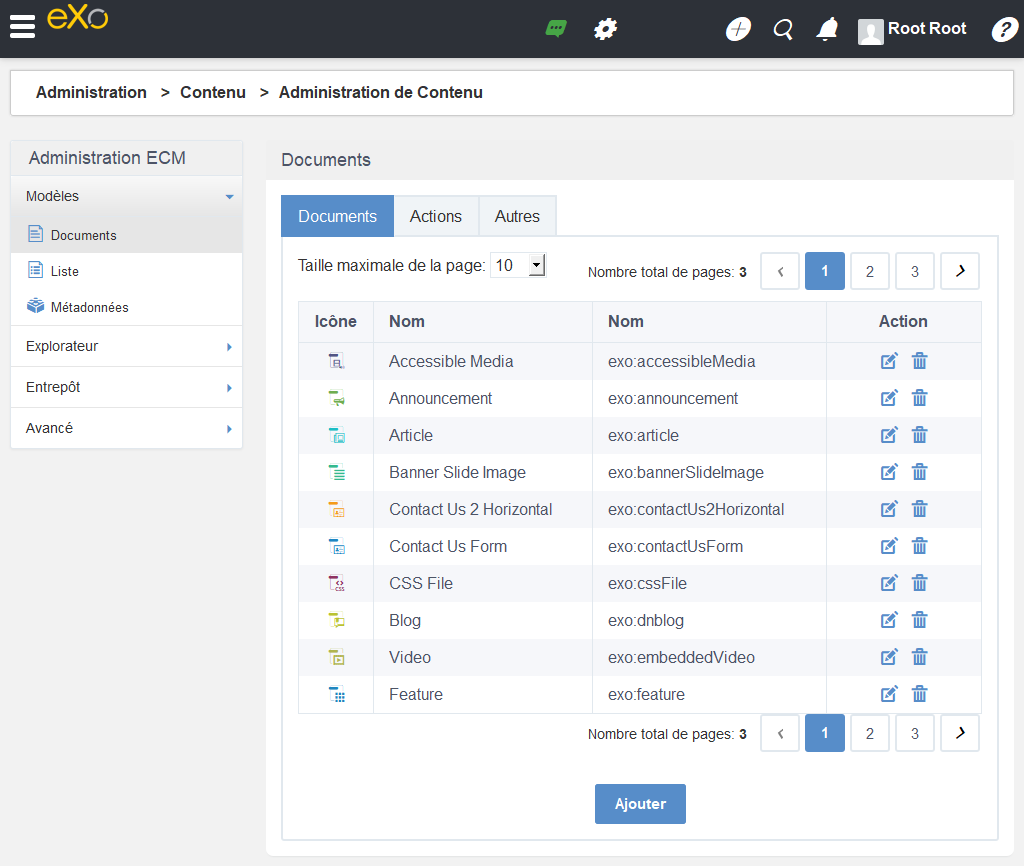 eXo
Root Root
?
Administration > Contenu > Administration de Contenu
Administration ECM
Modèles
Documents
Liste
Métadonnées
Explorateur
Entrepôt
Avancé
Documents
Documents Actions Autres
Taille maximale de la page: 10 Nombre total de pages: 3 ‹ 1 2 3 ›
Icône Nom Nom Action
Accessible Media exo:accessibleMedia
Announcement exo:announcement
Article exo:article
Banner Slide Image exo:bannerSlideImage
Contact Us 2 Horizontal exo:contactUs2Horizontal
Contact Us Form exo:contactUsForm
CSS File exo:cssFile
Blog exo:dnblog
Video exo:embeddedVideo
Feature exo:feature
Nombre total de pages: 3 ‹ 1 2 3 ›
Ajouter